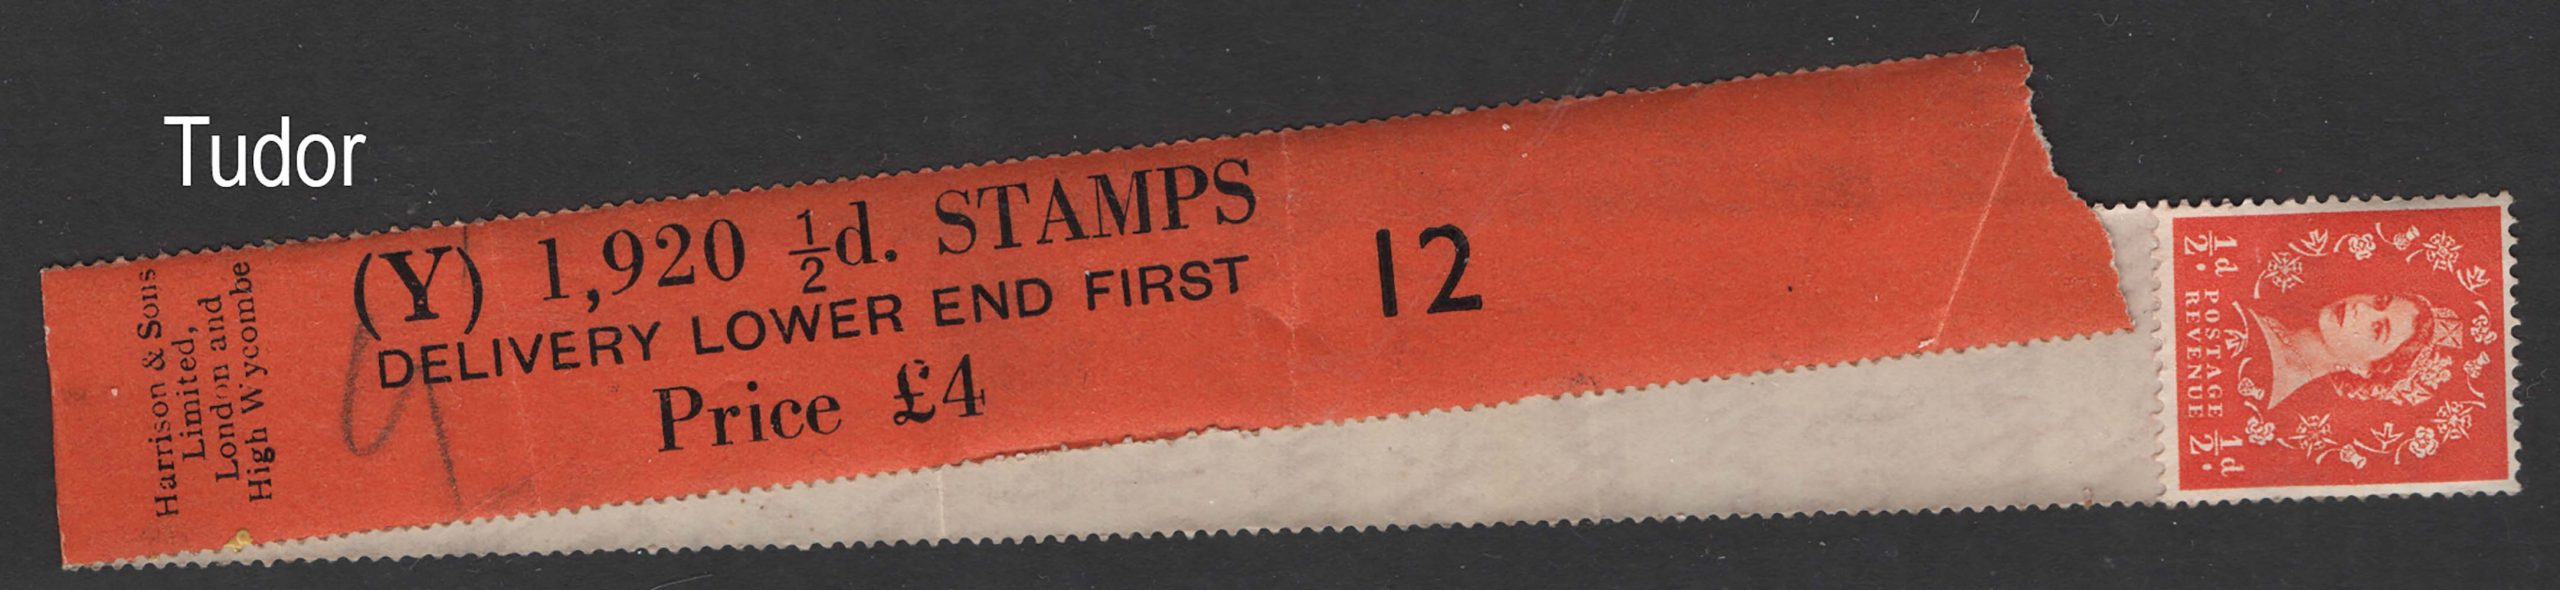 Tudor
Harrison & Sons
Limited,
London and
High Wycombe
(Y) 1,920 ½d. STAMPS
DELIVERY LOWER END FIRST
Price £4
12
9
½d POSTAGE ½d
REVENUE